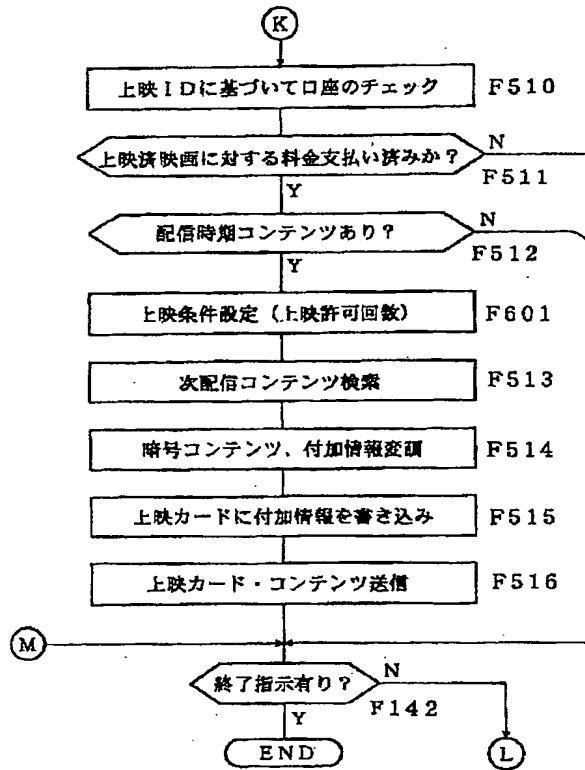 K
上映IDに基づいて口座のチェック F510
上映済映画に対する料金支払い済みか? N
F511
Y
配信時期コンテンツあり? N
F512
Y
上映条件設定(上映許可回数) F601
次配信コンテンツ検索 F513
暗号コンテンツ、付加情報変調 F514
上映カードに付加情報を書き込み F515
上映カード・コンテンツ送信 F516
M
終了指示有り? N
F142
Y
END
L